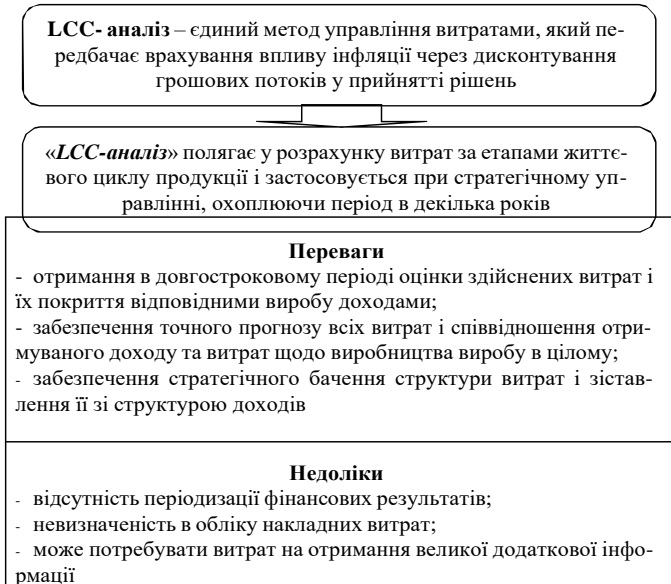 LCC- аналіз – єдиний метод управління витратами, який пе-
редбачає врахування впливу інфляції через дисконтування
грошових потоків у прийнятті рішень
«LCC-аналіз» полягає у розрахунку витрат за етапами життє-
вого циклу продукції і застосовується при стратегічному уп-
равлінні, охоплюючи період в декілька років
Переваги
- отримання в довгостроковому періоді оцінки здійснених витрат і
їх покриття відповідними виробу доходами;
- забезпечення точного прогнозу всіх витрат і співвідношення отри-
муваного доходу та витрат щодо виробництва виробу в цілому;
- забезпечення стратегічного бачення структури витрат і зістав-
лення її зі структурою доходів
Недоліки
- відсутність періодизації фінансових результатів;
- невизначеність в обліку накладних витрат;
- може потребувати витрат на отримання великої додаткової інфо-
рмації